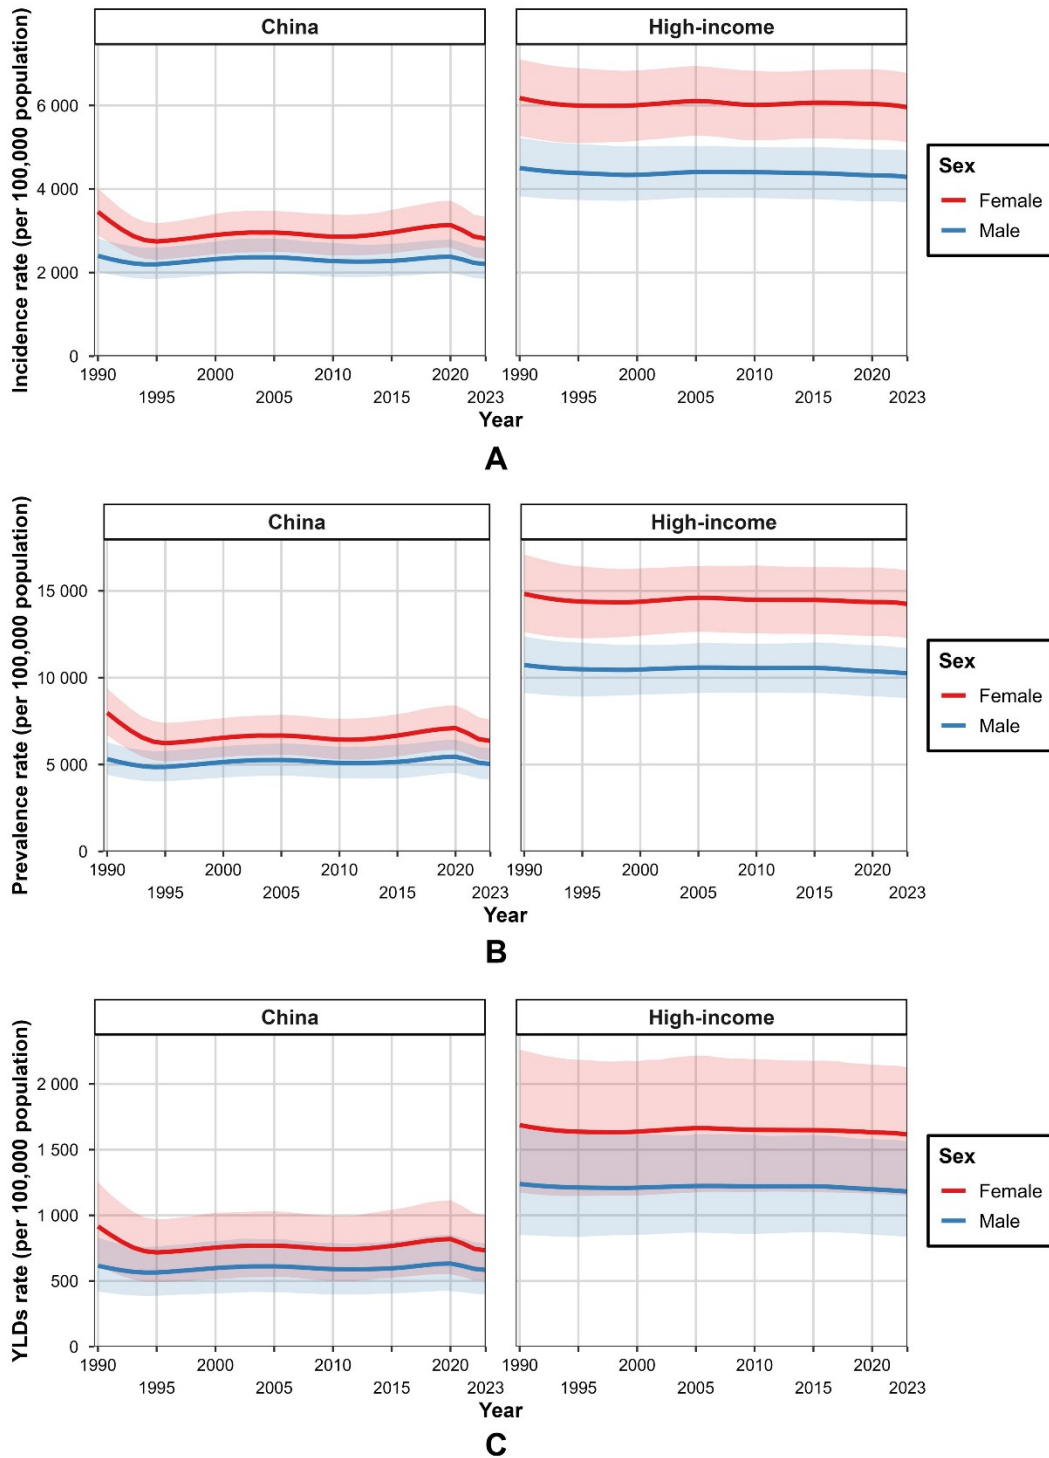 China High-income
Incidence rate (per 100,000 population)
6 000
4 000
2 000
0
1990 2000 2010 2020 1990 2000 2010 2020
1995 2005 2015 2023 1995 2005 2015 2023
Year
Sex
Female
Male
A
China High-income
Prevalence rate (per 100,000 population)
15 000
10 000
5 000
0
1990 2000 2010 2020 1990 2000 2010 2020
1995 2005 2015 2023 1995 2005 2015 2023
Year
Sex
Female
Male
B
China High-income
YLDs rate (per 100,000 population)
2 000
1 500
1 000
500
0
1990 2000 2010 2020 1990 2000 2010 2020
1995 2005 2015 2023 1995 2005 2015 2023
Year
Sex
Female
Male
C